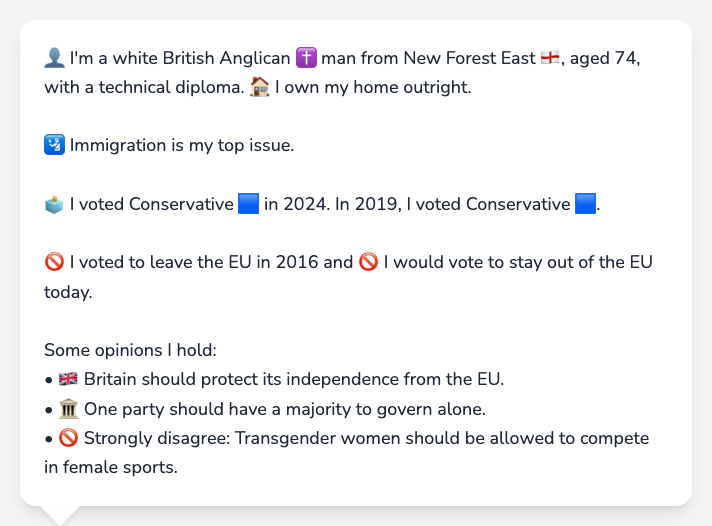 👤 I'm a white British Anglican ✝️ man from New Forest East 🏴󠁧󠁢󠁥󠁮󠁧󠁿, aged 74,
with a technical diploma. 🏠 I own my home outright.
🛂 Immigration is my top issue.
🗳️ I voted Conservative 🟦 in 2024. In 2019, I voted Conservative 🟦.
🚫 I voted to leave the EU in 2016 and 🚫 I would vote to stay out of the EU
today.
Some opinions I hold:
• 🇬🇧 Britain should protect its independence from the EU.
• 🏛️ One party should have a majority to govern alone.
• 🚫 Strongly disagree: Transgender women should be allowed to compete
in female sports.